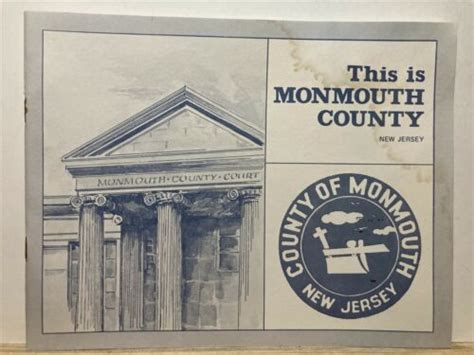 This is
MONMOUTH
COUNTY
NEW JERSEY
MONMOUTH · COUNTY · COURT
COUNTY OF MONMOUTH
NEW JERSEY